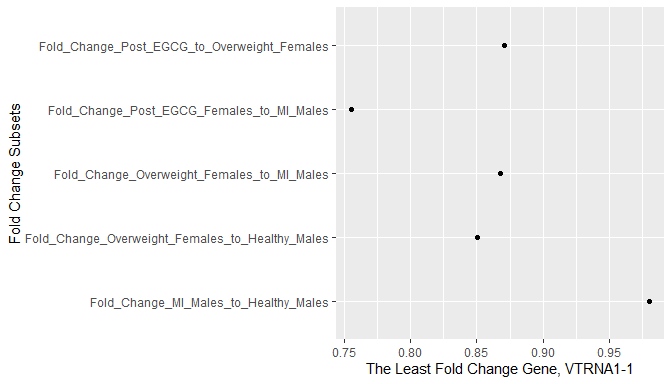 Fold Change Subsets
Fold_Change_Post_EGCG_to_Overweight_Females
Fold_Change_Post_EGCG_Females_to_MI_Males
Fold_Change_Overweight_Females_to_MI_Males
Fold_Change_Overweight_Females_to_Healthy_Males
Fold_Change_MI_Males_to_Healthy_Males
0.75 0.80 0.85 0.90 0.95
The Least Fold Change Gene, VTRNA1-1